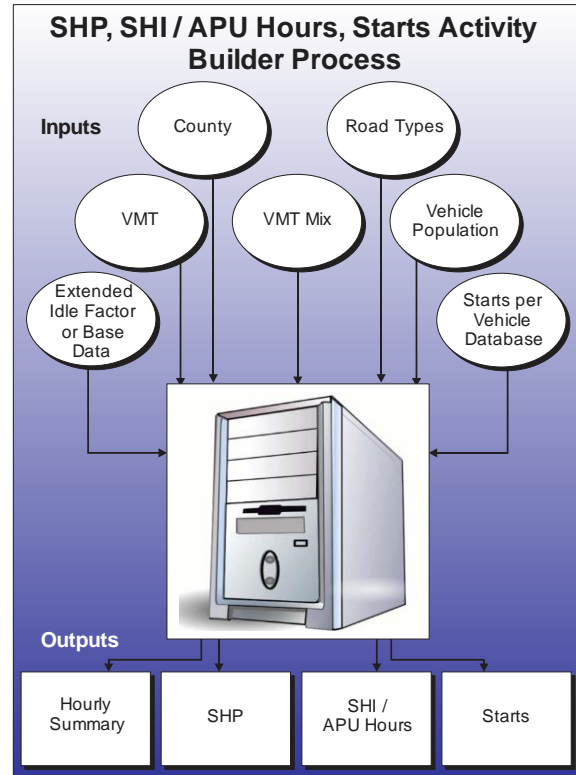 SHP, SHI / APU Hours, Starts Activity
Builder Process
Inputs
County
Road Types
VMT
VMT Mix
Vehicle
Population
Extended
Idle Factor
or Base
Data
Starts per
Vehicle
Database
Outputs
Hourly
Summary
SHP
SHI /
APU Hours
Starts